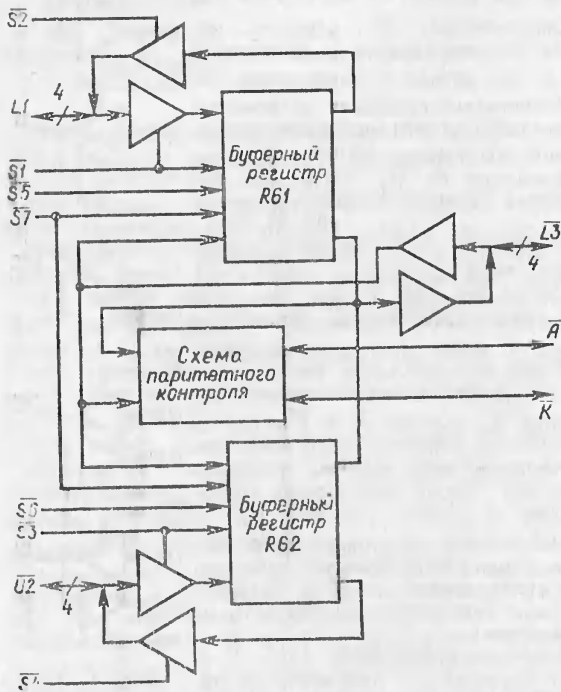 S2
4
L1
S1
S5
S7
Буферный
регистр
R61
L3
4
Схема
паритетного
контроля
A
K
S6
S3
Буферный
регистр
R62
U2
4